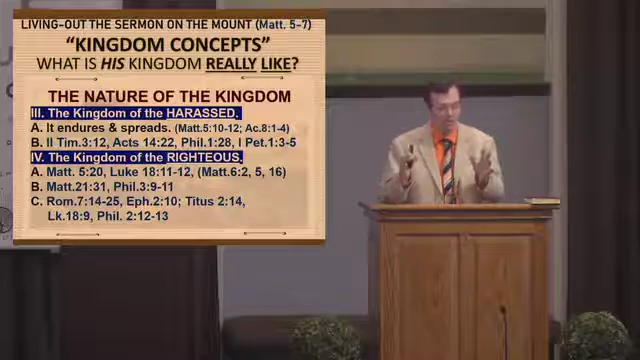 LIVING-OUT THE SERMON ON THE MOUNT (Matt. 5-7)
"KINGDOM CONCEPTS"
WHAT IS HIS KINGDOM REALLY LIKE?
THE NATURE OF THE KINGDOM
III. The Kingdom of the HARASSED.
A. It endures & spreads. (Matt.5:10-12; Ac.8:1-4)
B. II Tim.3:12, Acts 14:22, Phil.1:28, I Pet.1:3-5
IV. The Kingdom of the RIGHTEOUS.
A. Matt. 5:20, Luke 18:11-12, (Matt.6:2, 5, 16)
B. Matt.21:31, Phil.3:9-11
C. Rom.7:14-25, Eph.2:10; Titus 2:14,
Lk.18:9, Phil. 2:12-13